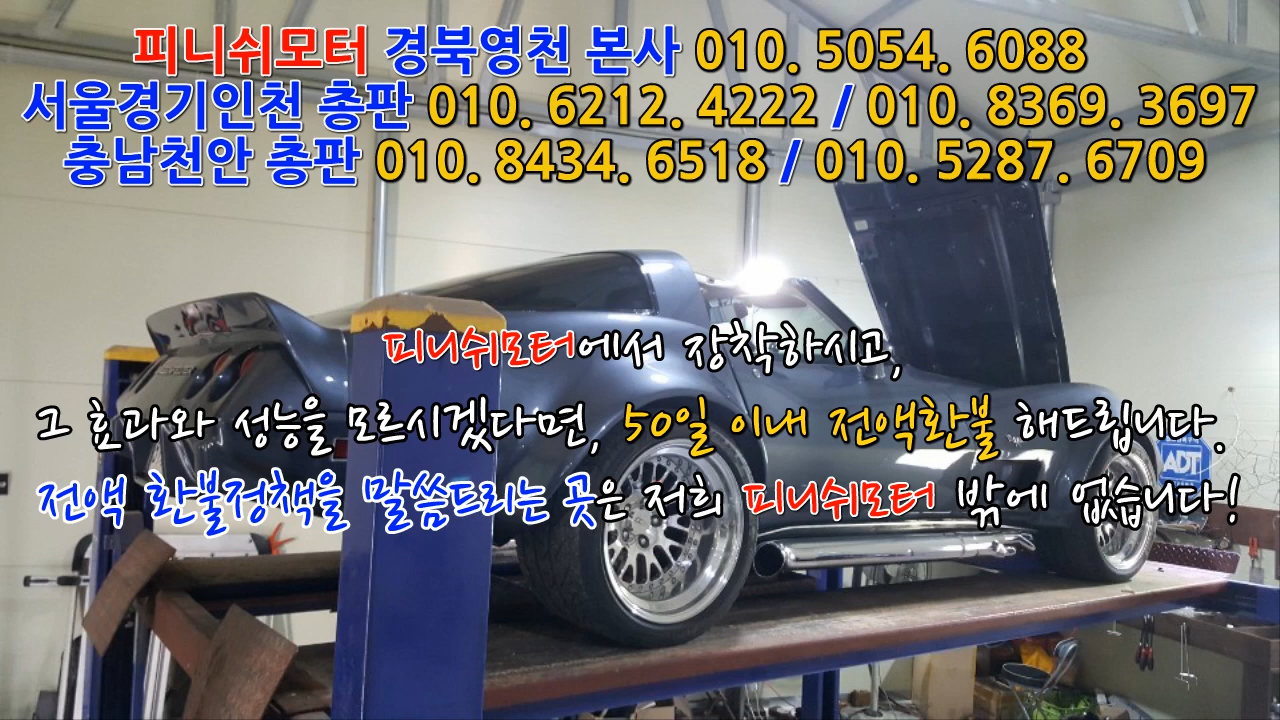 피니쉬모터 경북영천 본사 010. 5054. 6088
서울경기인천 총판 010. 6212. 4222 / 010. 8369. 3697
충남천안 총판 010. 8434. 6518 / 010. 5287. 6709
피니쉬모터에서 장착하시고,
그 효과와 성능을 모르시겠다면, 50일 이내 전액환불 해드립니다.
전액 환불정책을 말씀드리는 곳은 저희 피니쉬모터 밖에 없습니다!
ADT